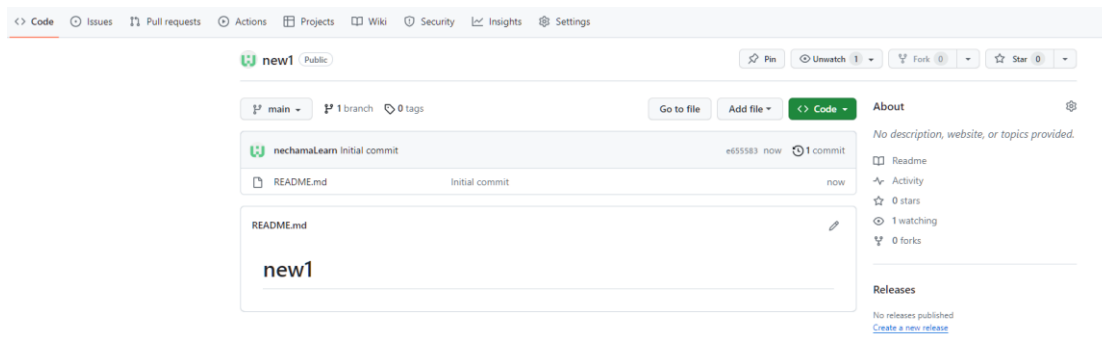 Code Issues Pull requests Actions Projects Wiki Security Insights Settings
new1 Public
Pin Unwatch 1 Fork 0 Star 0
main 1 branch 0 tags Go to file Add file Code
nechamaLearn Initial commit e655583 now 1 commit
README.md Initial commit now
README.md
new1
About
No description, website, or topics provided.
Readme
Activity
0 stars
1 watching
0 forks
Releases
No releases published
Create a new release